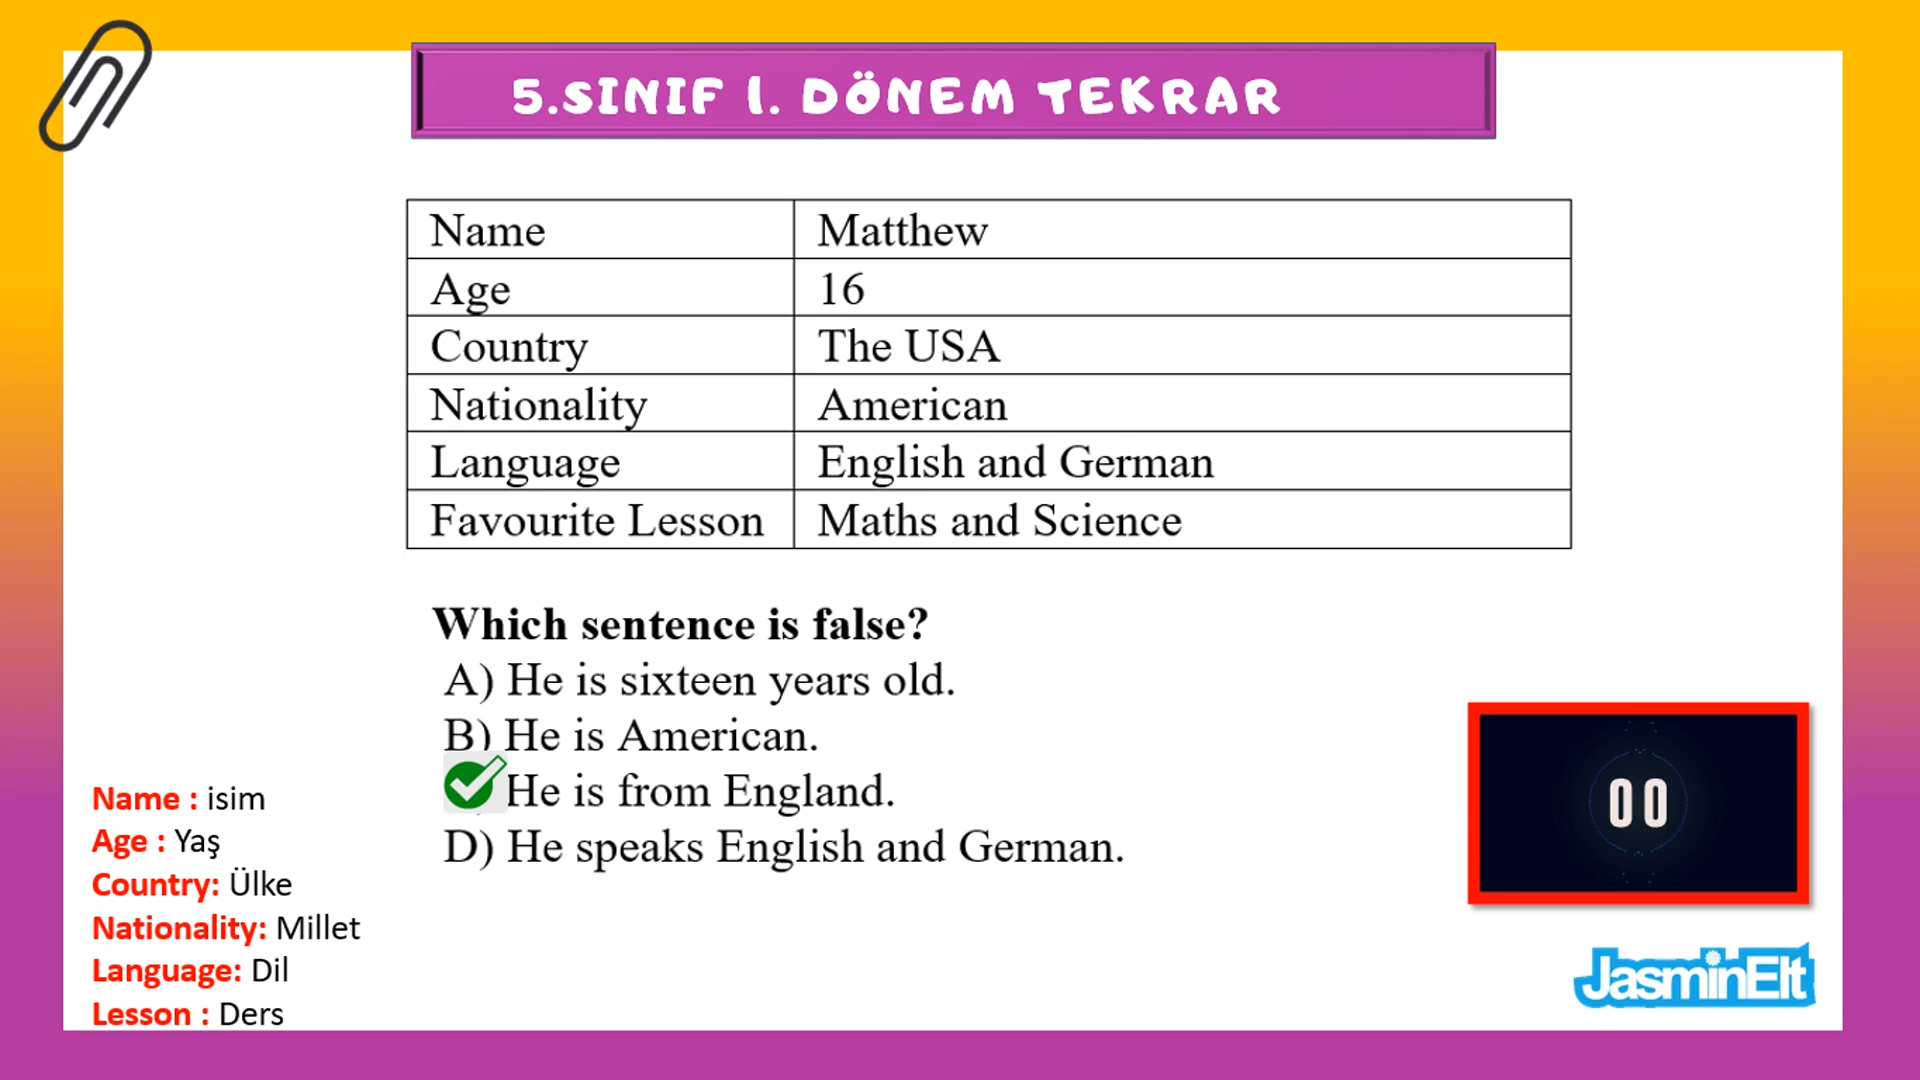 5.SINIF 1. DÖNEM TEKRAR
Name Matthew
Age 16
Country The USA
Nationality American
Language English and German
Favourite Lesson Maths and Science
Which sentence is false?
A) He is sixteen years old.
B) He is American.
He is from England.
D) He speaks English and German.
Name : isim
Age : Yaş
Country: Ülke
Nationality: Millet
Language: Dil
Lesson : Ders
00
JasminElt